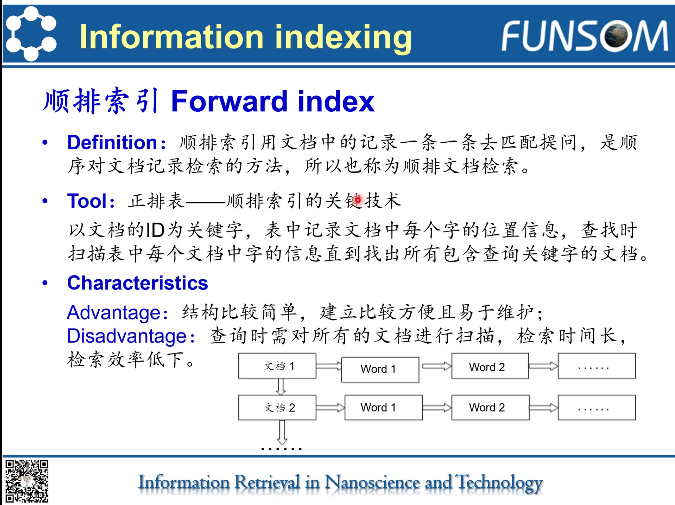 Information indexing
FUNSOM
顺排索引 Forward index
• Definition：顺排索引用文档中的记录一条一条去匹配提问，是顺
序对文档记录检索的方法，所以也称为顺排文档检索。
• Tool：正排表——顺排索引的关键技术
以文档的ID为关键字，表中记录文档中每个字的位置信息，查找时
扫描表中每个文档中字的信息直到找出所有包含查询关键字的文档。
• Characteristics
Advantage：结构比较简单，建立比较方便且易于维护；
Disadvantage：查询时需对所有的文档进行扫描，检索时间长，
检索效率低下。
文档 1 Word 1 Word 2 ......
文档 2 Word 1 Word 2 ......
......
Information Retrieval in Nanoscience and Technology